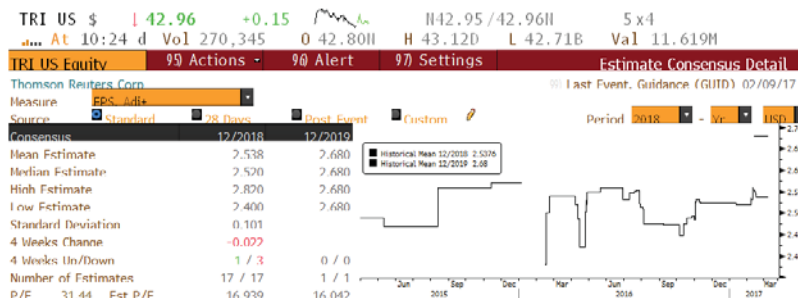 TRI US $ ↓ 42.96 +0.15 N42.95/42.96N 5x4
At 10:24 d Vol 270,345 O 42.80N H 43.12D L 42.71B Val 11.619M
TRI US Equity 95) Actions 96) Alert 97) Settings Estimate Consensus Detail
Thomson Reuters Corp 99) Last Event, Guidance (GUID) 02/09/17
Measure EPS, Adj+
Source Standard 28 Days Post Event Custom Period 2018 - Yr USD
Consensus 12/2018 12/2019
Mean Estimate 2.538 2.680
Median Estimate 2.520 2.680
High Estimate 2.820 2.680
Low Estimate 2.400 2.680
Standard Deviation 0.101
4 Weeks Change -0.022
4 Weeks Up/Down 1 / 3 0 / 0
Number of Estimates 17 / 17 1 / 1
P/E 31.44 Est P/E 16.939 16.042
Historical Mean 12/2018 2.5376
Historical Mean 12/2019 2.68
2.7
2.6
2.6
2.5
2.5
2.4
2.4
Jun Sep Dec Mar Jun Sep Dec Mar
2015 2016 2017